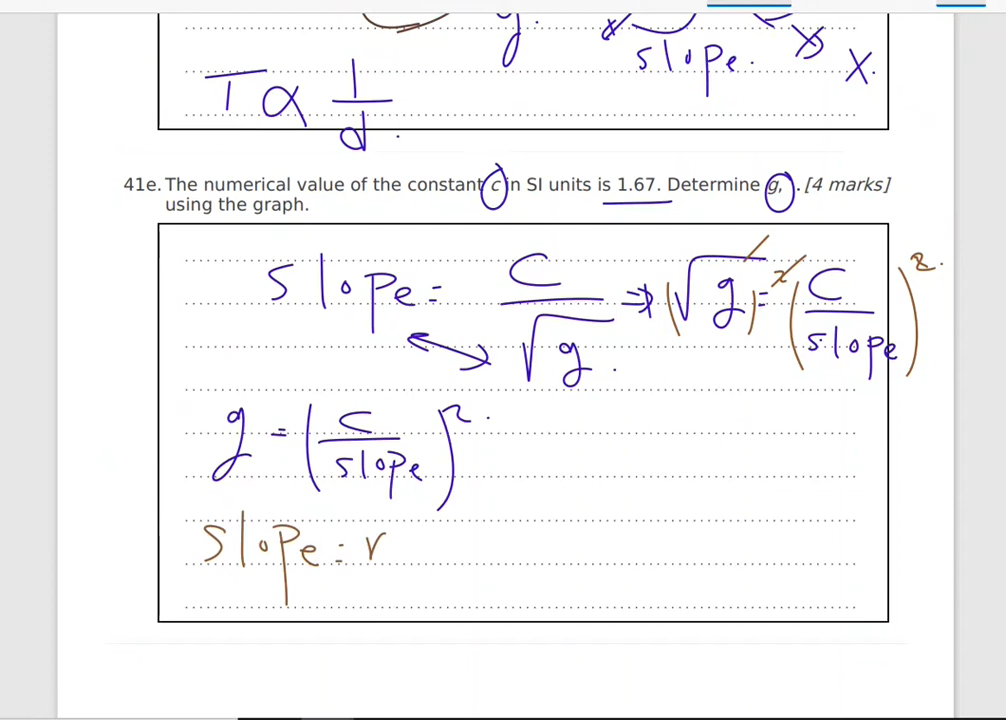 y.
slope.
x.
T ∝ 1/d.
41e. The numerical value of the constant c in SI units is 1.67. Determine g, . [4 marks]
using the graph.
slope = c/√g. ⇒ (√g)² = (c/slope)².
g = (c/slope)².
slope = r